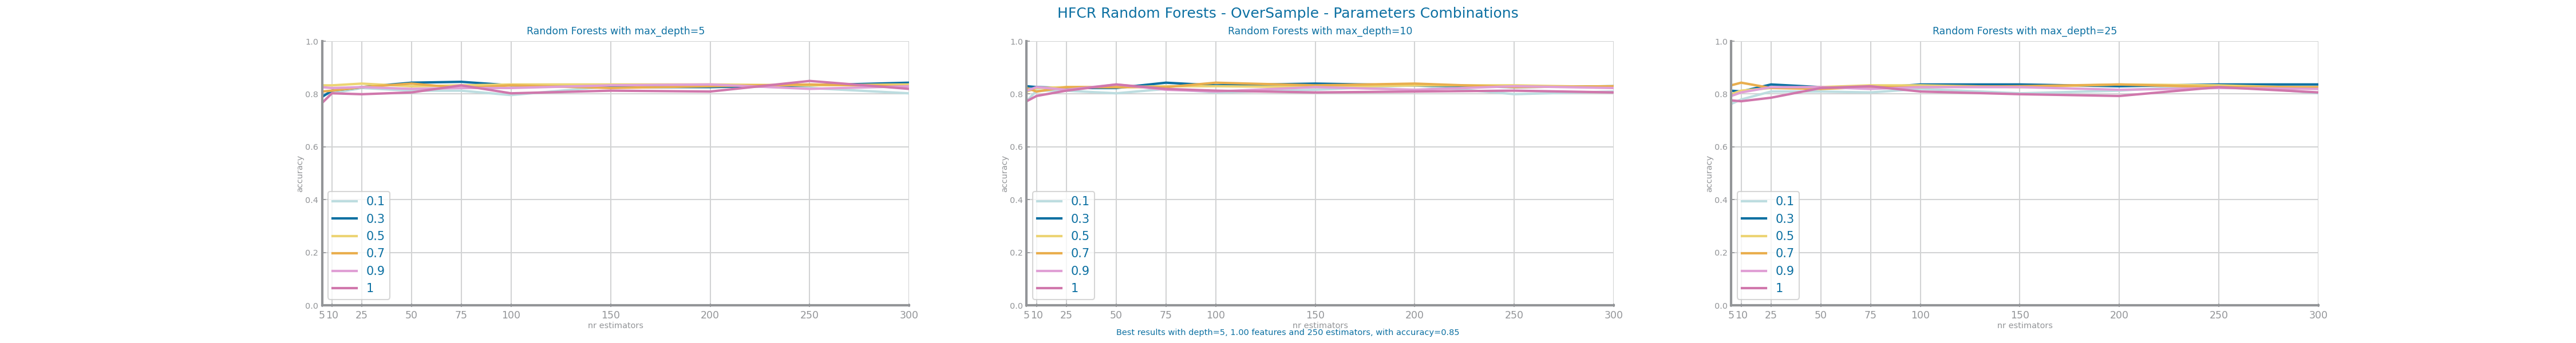 HFCR Random Forests - OverSample - Parameters Combinations
Random Forests with max_depth=5
1.0
0.8
0.6
0.4
0.2
0.0
accuracy
0.1
0.3
0.5
0.7
0.9
1
5 10 25 50 75 100 150 200 250 300
nr estimators
Random Forests with max_depth=10
1.0
0.8
0.6
0.4
0.2
0.0
accuracy
0.1
0.3
0.5
0.7
0.9
1
5 10 25 50 75 100 150 200 250 300
nr estimators
Random Forests with max_depth=25
1.0
0.8
0.6
0.4
0.2
0.0
accuracy
0.1
0.3
0.5
0.7
0.9
1
5 10 25 50 75 100 150 200 250 300
nr estimators
Best results with depth=5, 1.00 features and 250 estimators, with accuracy=0.85